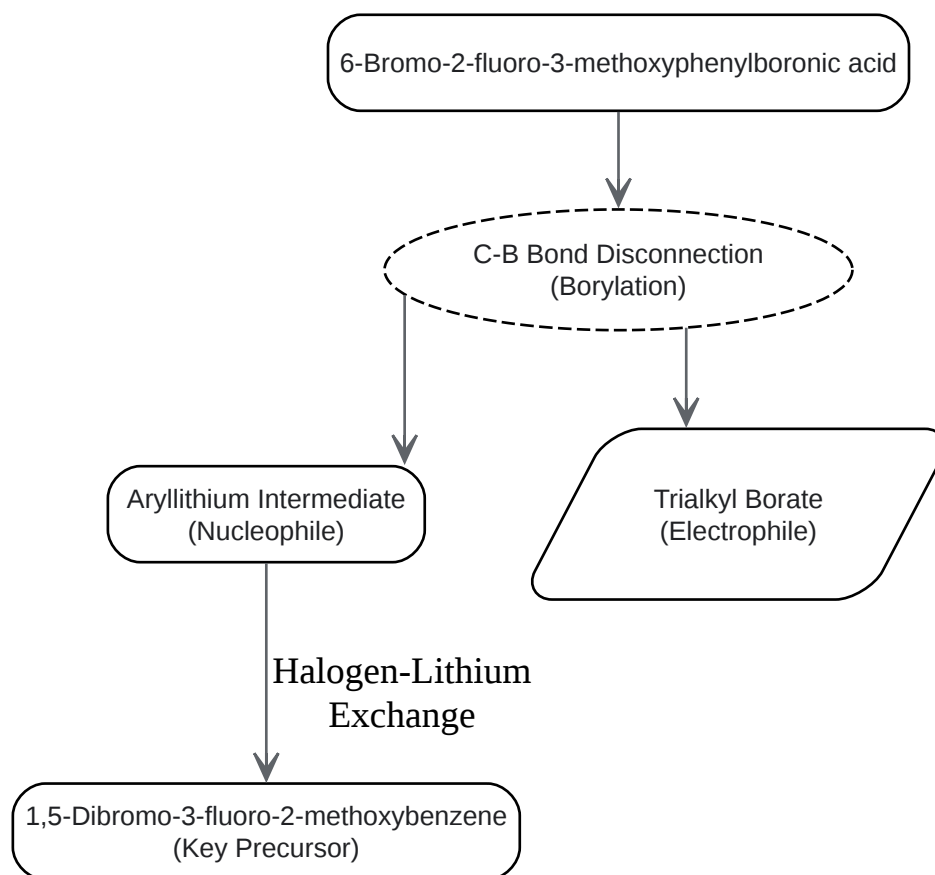 6-Bromo-2-fluoro-3-methoxyphenylboronic acid
C-B Bond Disconnection
(Borylation)
Aryllithium Intermediate
(Nucleophile)
Trialkyl Borate
(Electrophile)
Halogen-Lithium
Exchange
1,5-Dibromo-3-fluoro-2-methoxybenzene
(Key Precursor)